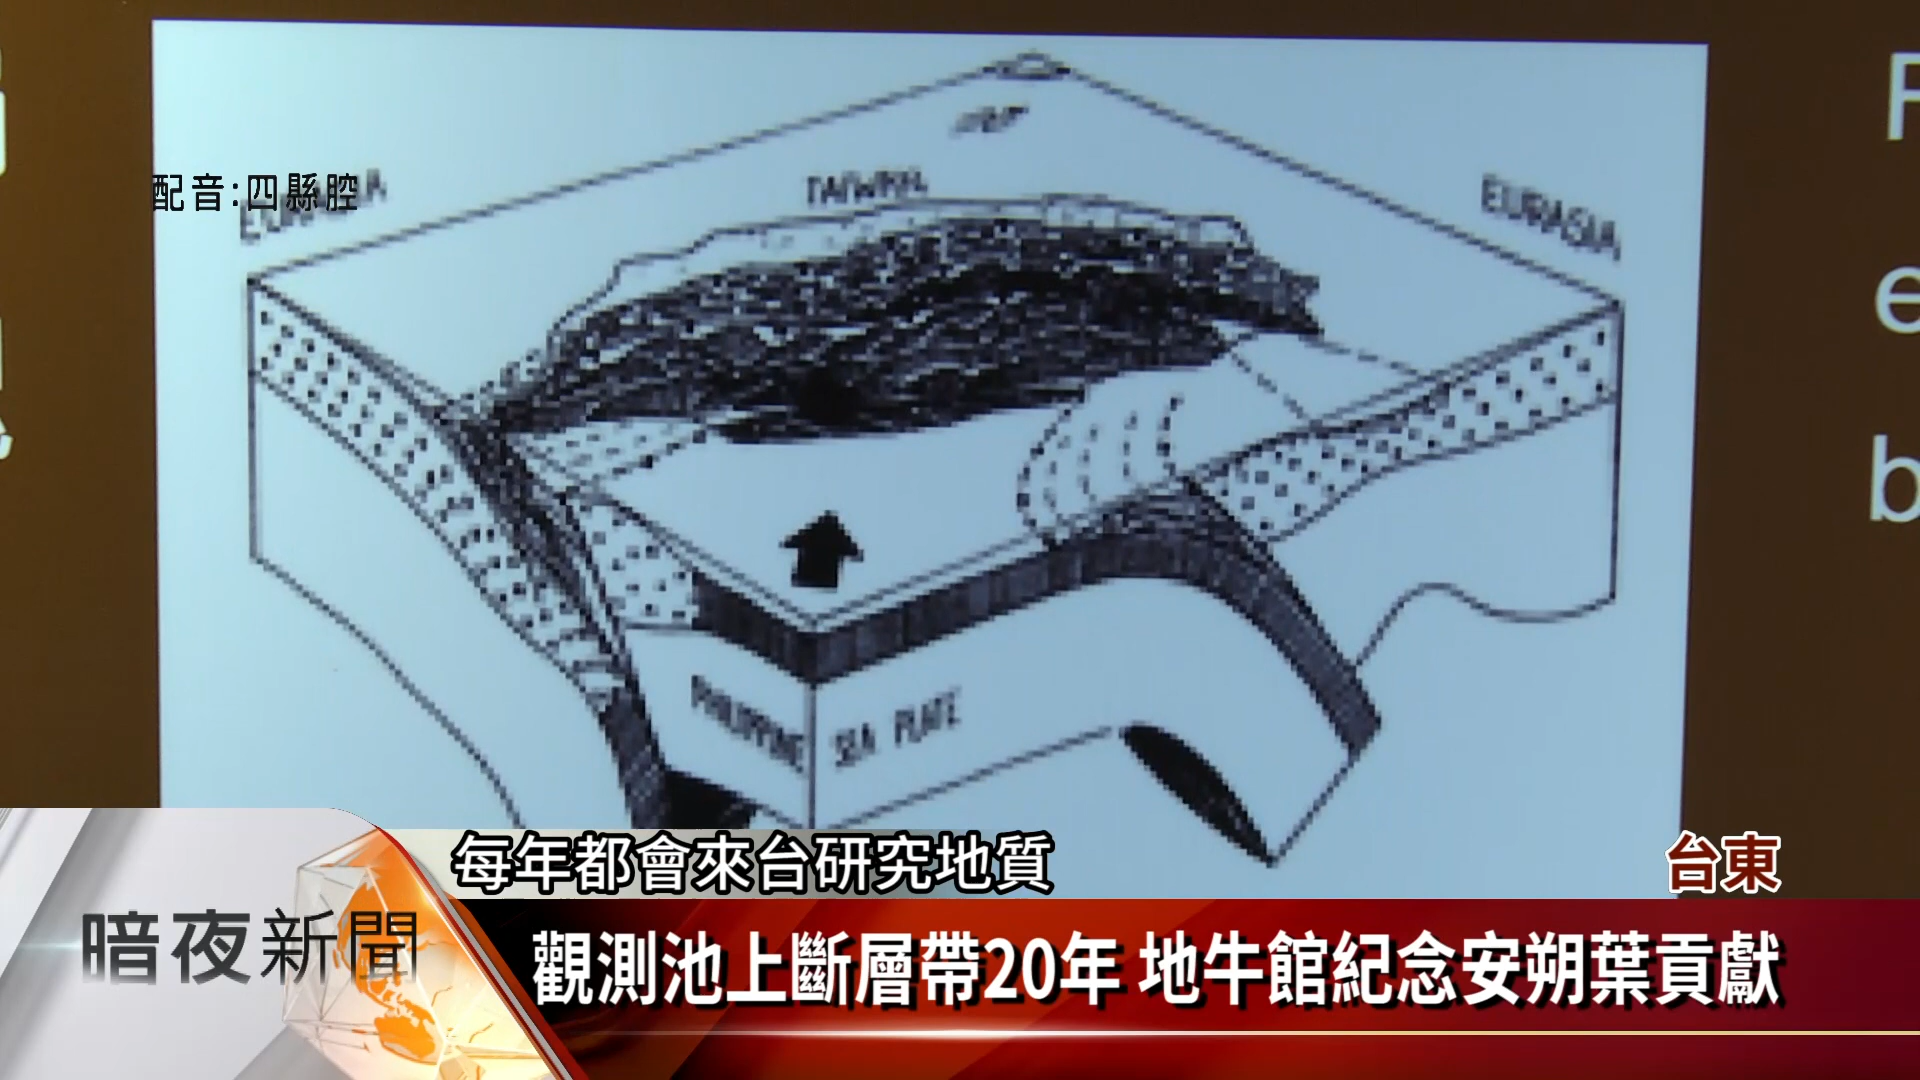 配音:四縣腔
TAIWAN
EURASIA
EURASIA
PHILIPPINE SEA PLATE
每年都會來台研究地質
台東
暗夜新聞
觀測池上斷層帶20年 地牛館紀念安朔葉貢獻